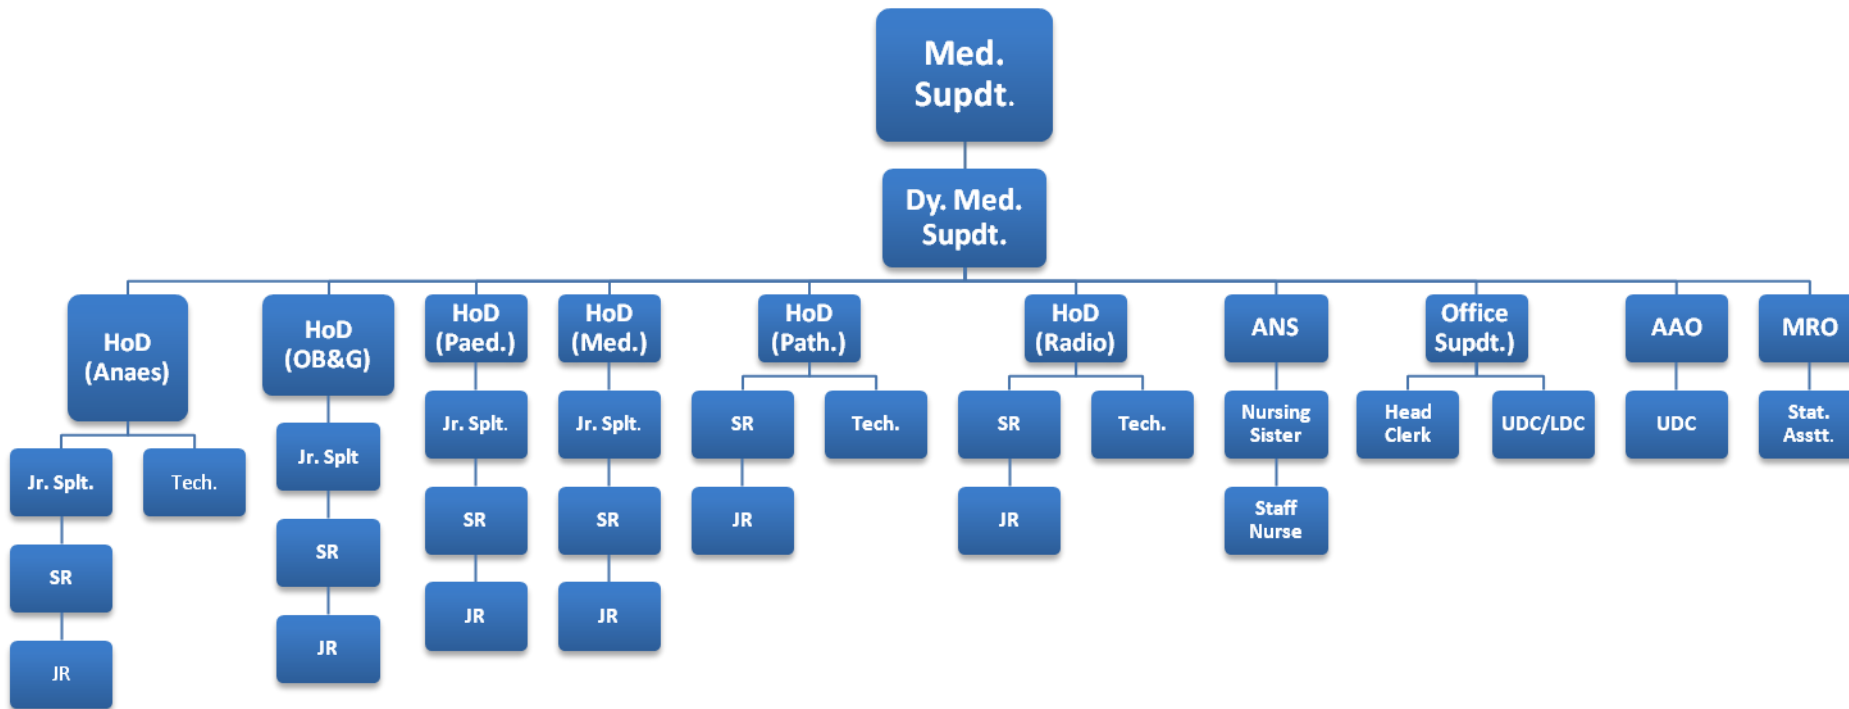 Med.
Supdt.
Dy. Med.
Supdt.
HoD
(Anaes)
HoD
(OB&G)
HoD
(Paed.)
HoD
(Med.)
HoD
(Path.)
HoD
(Radio)
ANS
Office
Supdt.)
AAO
MRO
Jr. Splt.
Tech.
SR
JR
Jr. Splt
SR
JR
Jr. Splt.
SR
JR
Jr. Splt.
SR
JR
SR
Tech.
JR
SR
Tech.
JR
Nursing
Sister
Staff
Nurse
Head
Clerk
UDC/LDC
UDC
Stat.
Asstt.